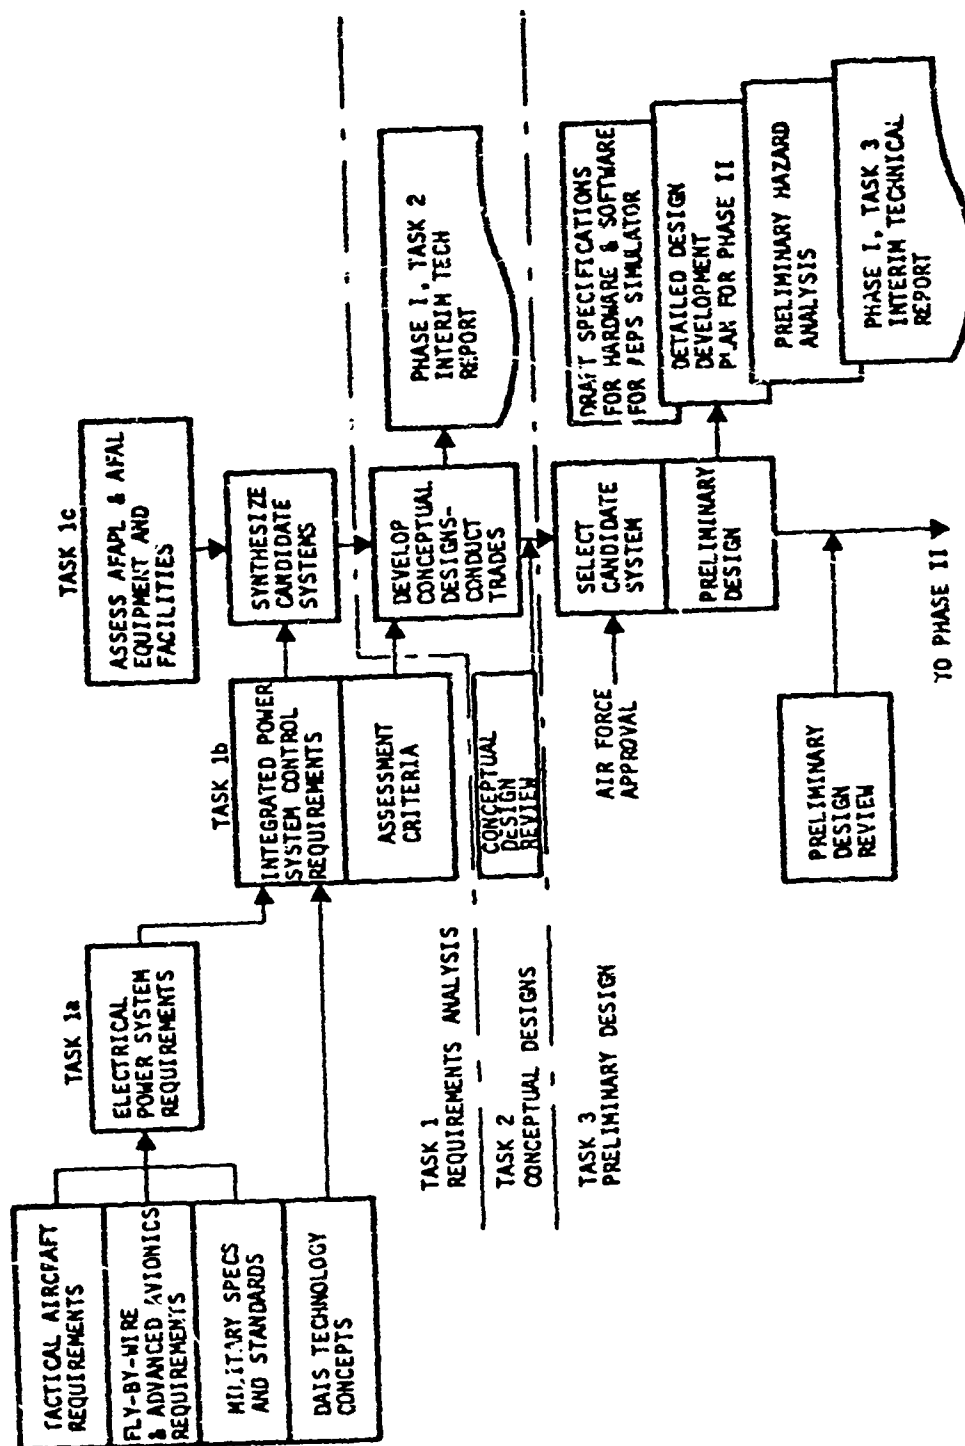 TACTICAL AIRCRAFT
REQUIREMENTS
FLY-BY-WIRE
& ADVANCED AVIONICS
REQUIREMENTS
MILITARY SPECS
AND STANDARDS
DAIS TECHNOLOGY
CONCEPTS
TASK 1a
ELECTRICAL
POWER SYSTEM
REQUIREMENTS
TASK 1b
INTEGRATED POWER
SYSTEM CONTROL
REQUIREMENTS
ASSESSMENT
CRITERIA
TASK 1c
ASSESS AFAPL & AFAL
EQUIPMENT AND
FACILITIES
SYNTHESIZE
CANDIDATE
SYSTEMS
TASK 1
REQUIREMENTS ANALYSIS
TASK 2
CONCEPTUAL DESIGNS
CONCEPTUAL
DESIGN
REVIEW
DEVELOP
CONCEPTUAL
DESIGNS-
CONDUCT
TRADES
PHASE I, TASK 2
INTERIM TECH
REPORT
TASK 3
PRELIMINARY DESIGN
AIR FORCE
APPROVAL
SELECT
CANDIDATE
SYSTEM
PRELIMINARY
DESIGN
DRAFT SPECIFICATIONS
FOR HARDWARE & SOFTWARE
FOR AEPS SIMULATOR
DETAILED DESIGN
DEVELOPMENT
PLAN FOR PHASE II
PRELIMINARY HAZARD
ANALYSIS
PHASE I, TASK 3
INTERIM TECHNICAL
REPORT
PRELIMINARY
DESIGN
REVIEW
TO PHASE II